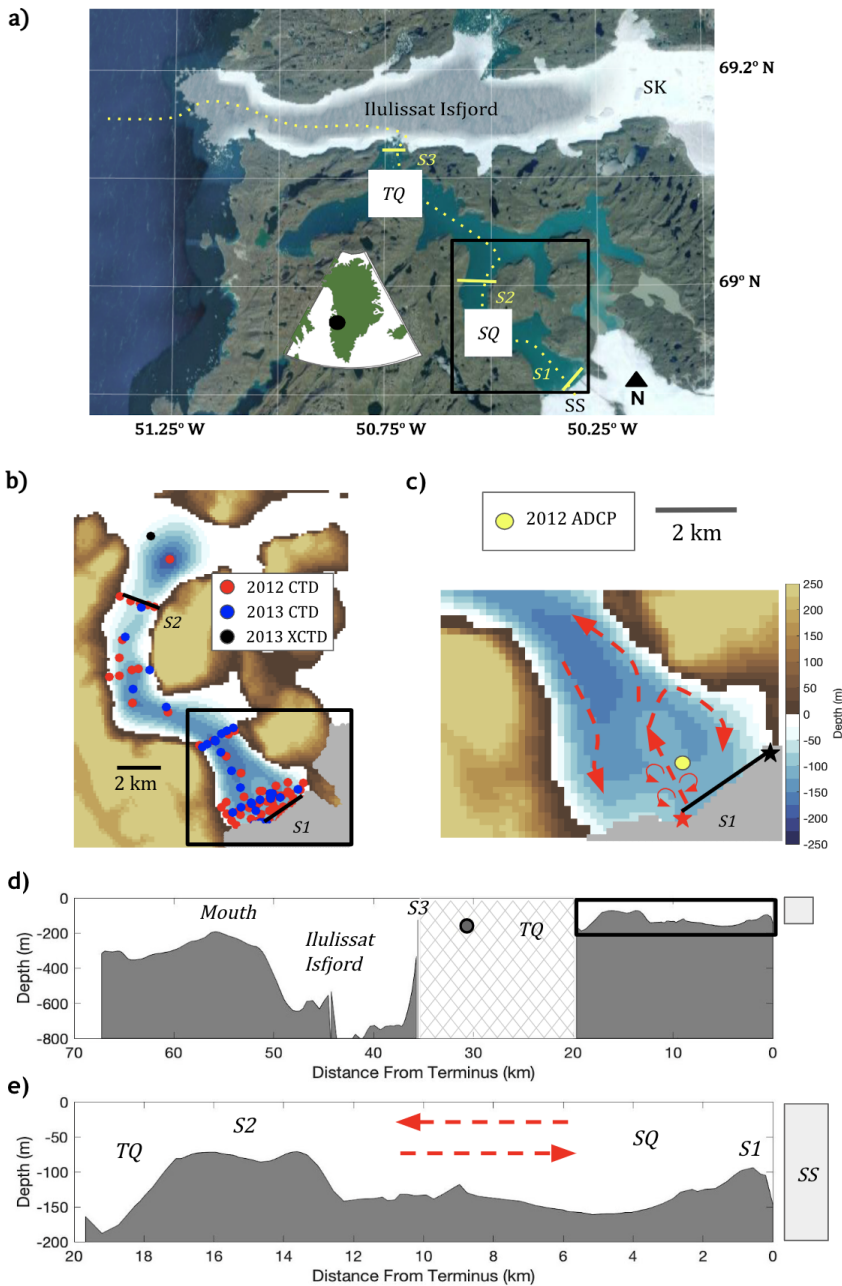 a)
69.2° N
SK
Ilulissat Isfjord
S3
TQ
69° N
S2
SQ
S1
SS
N
51.25° W
50.75° W
50.25° W
b)
2012 CTD
2013 CTD
2013 XCTD
S2
2 km
S1
c)
2012 ADCP
2 km
250
200
150
100
50
0
-50
-100
-150
-200
-250
Depth (m)
S1
d)
0
-200
-400
-600
-800
Depth (m)
Mouth
Ilulissat
Isfjord
S3
TQ
70
60
50
40
30
20
10
0
Distance From Terminus (km)
e)
0
-50
-100
-150
-200
Depth (m)
TQ
S2
SQ
S1
SS
20
18
16
14
12
10
8
6
4
2
0
Distance From Terminus (km)